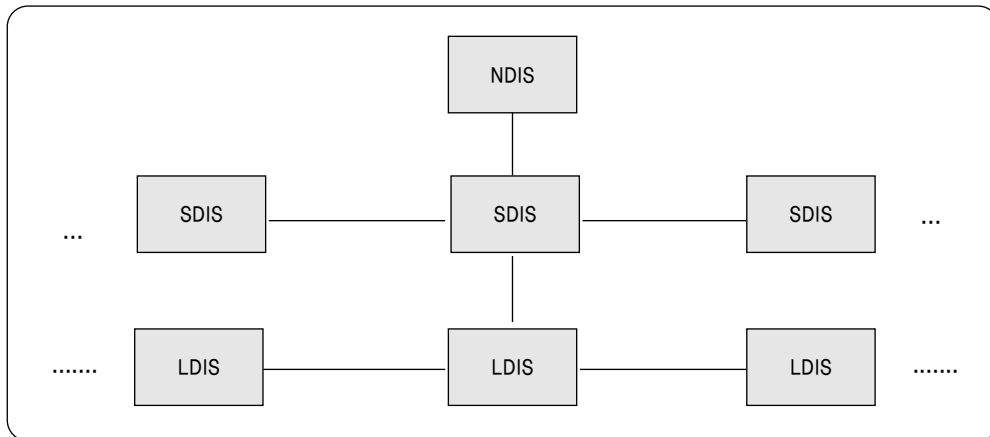 NDIS
... SDIS SDIS SDIS ...
....... LDIS LDIS LDIS .......